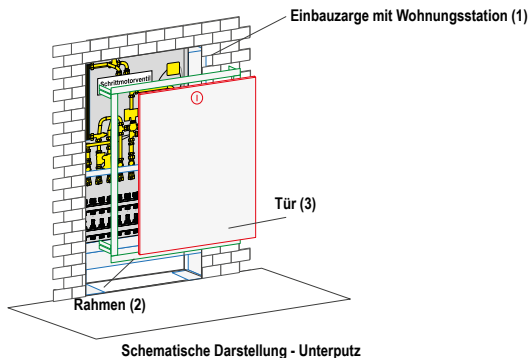 Einbauzarge mit Wohnungsstation (1)
Schrittmotorventil
Tür (3)
Rahmen (2)
Schematische Darstellung - Unterputz